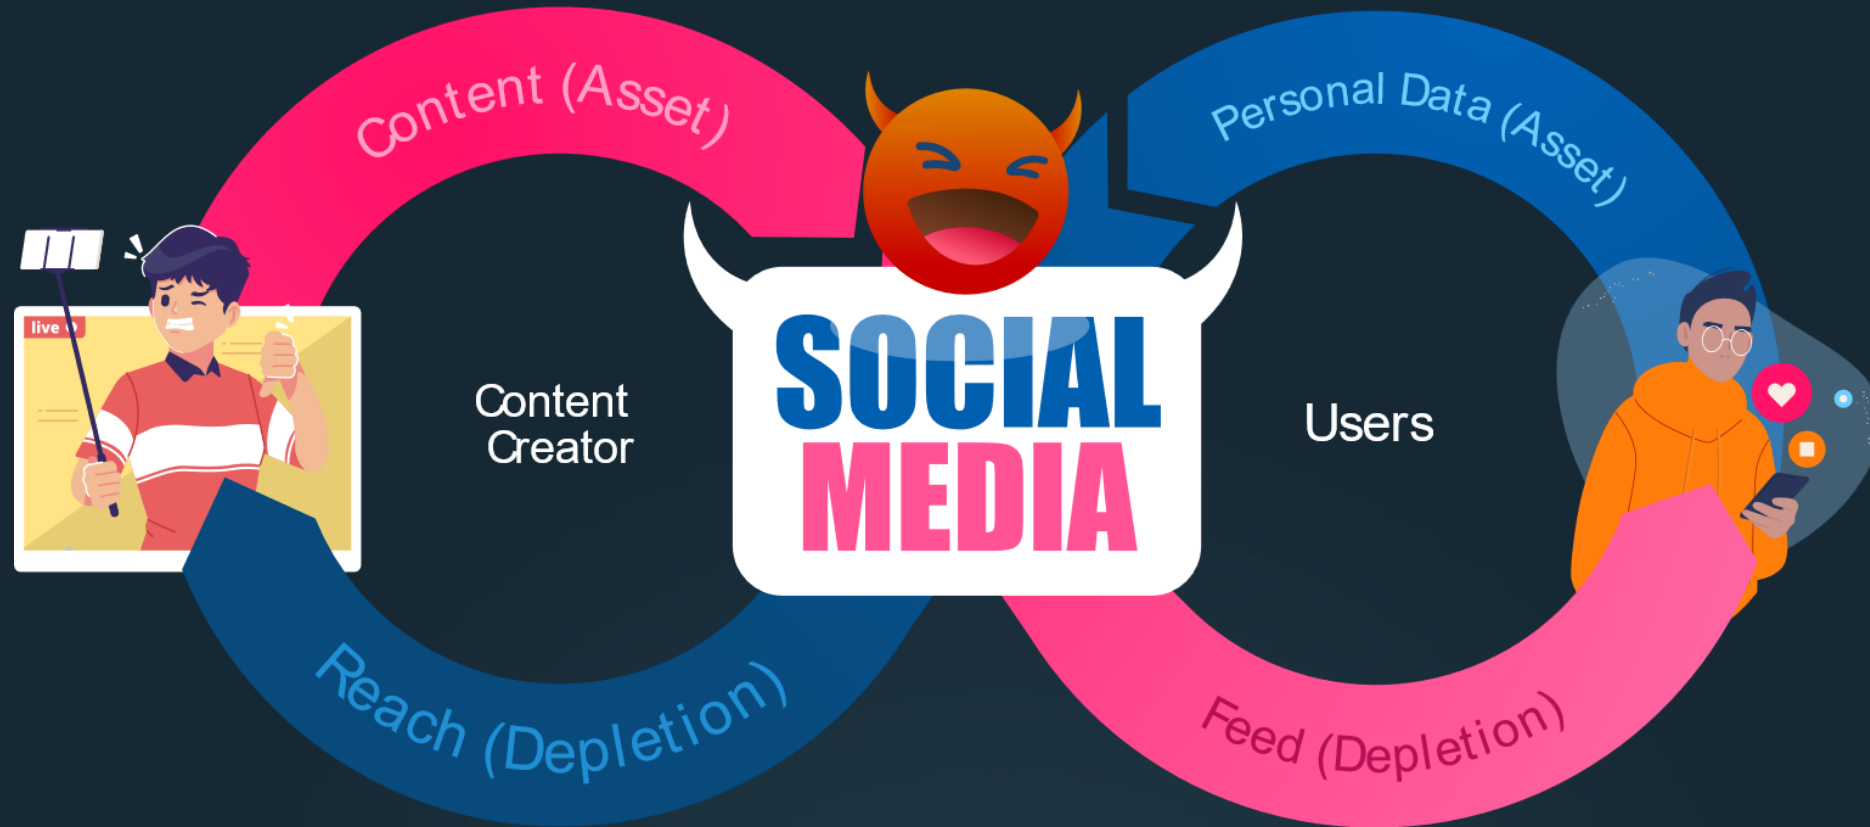 Content (Asset)
Personal Data (Asset)
live
Content
Creator
SOCIAL
MEDIA
Users
Reach (Depletion)
Feed (Depletion)